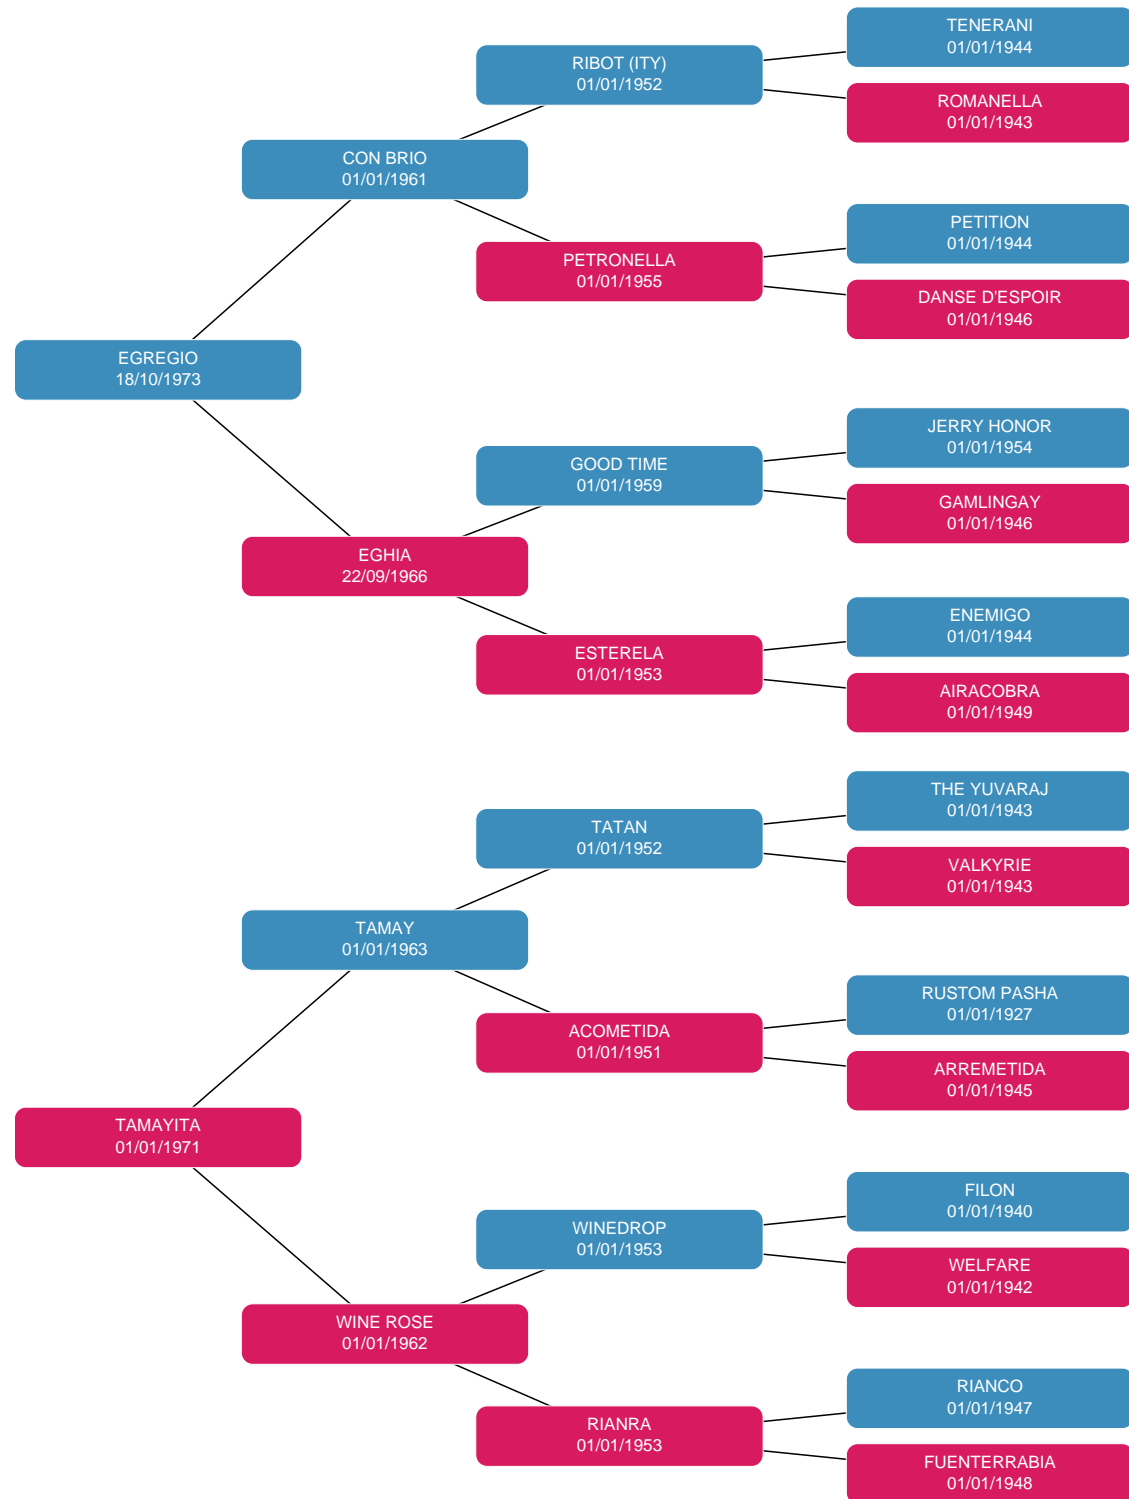 TENERANI
01/01/1944
RIBOT (ITY)
01/01/1952
ROMANELLA
01/01/1943
CON BRIO
01/01/1961
PETITION
01/01/1944
PETRONELLA
01/01/1955
DANSE D'ESPOIR
01/01/1946
EGREGIO
18/10/1973
JERRY HONOR
01/01/1954
GOOD TIME
01/01/1959
GAMLINGAY
01/01/1946
EGHIA
22/09/1966
ENEMIGO
01/01/1944
ESTERELA
01/01/1953
AIRACOBRA
01/01/1949
THE YUVARAJ
01/01/1943
TATAN
01/01/1952
VALKYRIE
01/01/1943
TAMAY
01/01/1963
RUSTOM PASHA
01/01/1927
ACOMETIDA
01/01/1951
ARREMETIDA
01/01/1945
TAMAYITA
01/01/1971
FILON
01/01/1940
WINEDROP
01/01/1953
WELFARE
01/01/1942
WINE ROSE
01/01/1962
RIANCO
01/01/1947
RIANRA
01/01/1953
FUENTERRABIA
01/01/1948